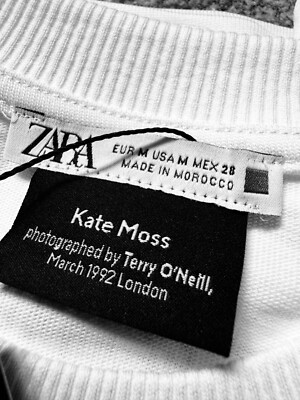 ZARA
EUR M USA M MEX 28
MADE IN MOROCCO
Kate Moss
photographed by Terry O'Neill,
March 1992 London